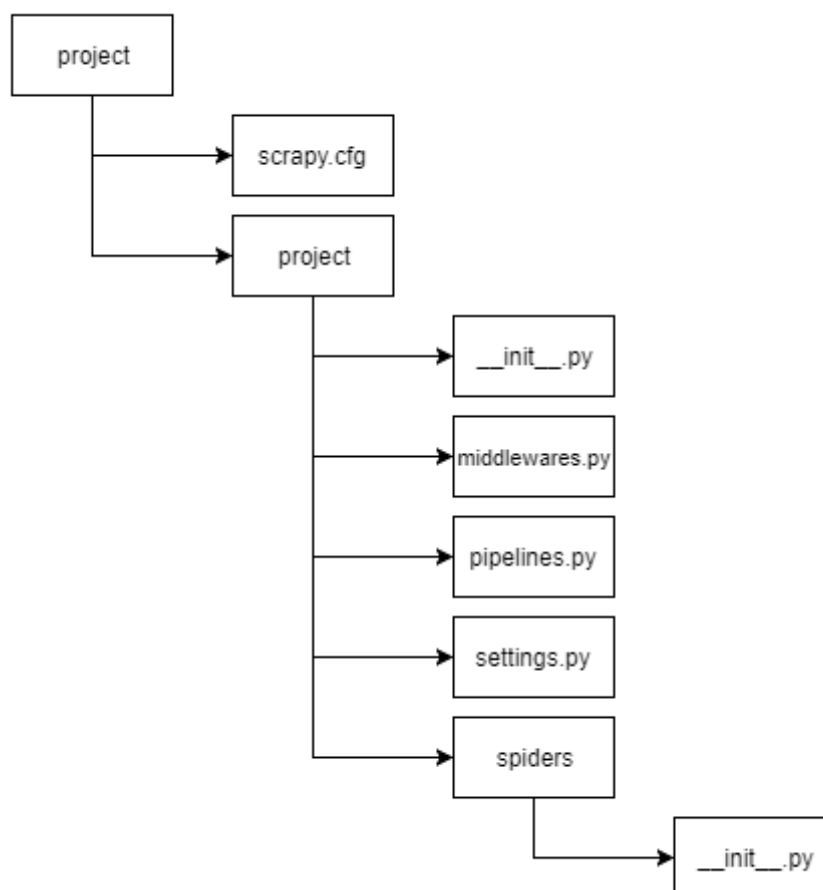 project
scrapy.cfg
project
__init__.py
middlewares.py
pipelines.py
settings.py
spiders
__init__.py